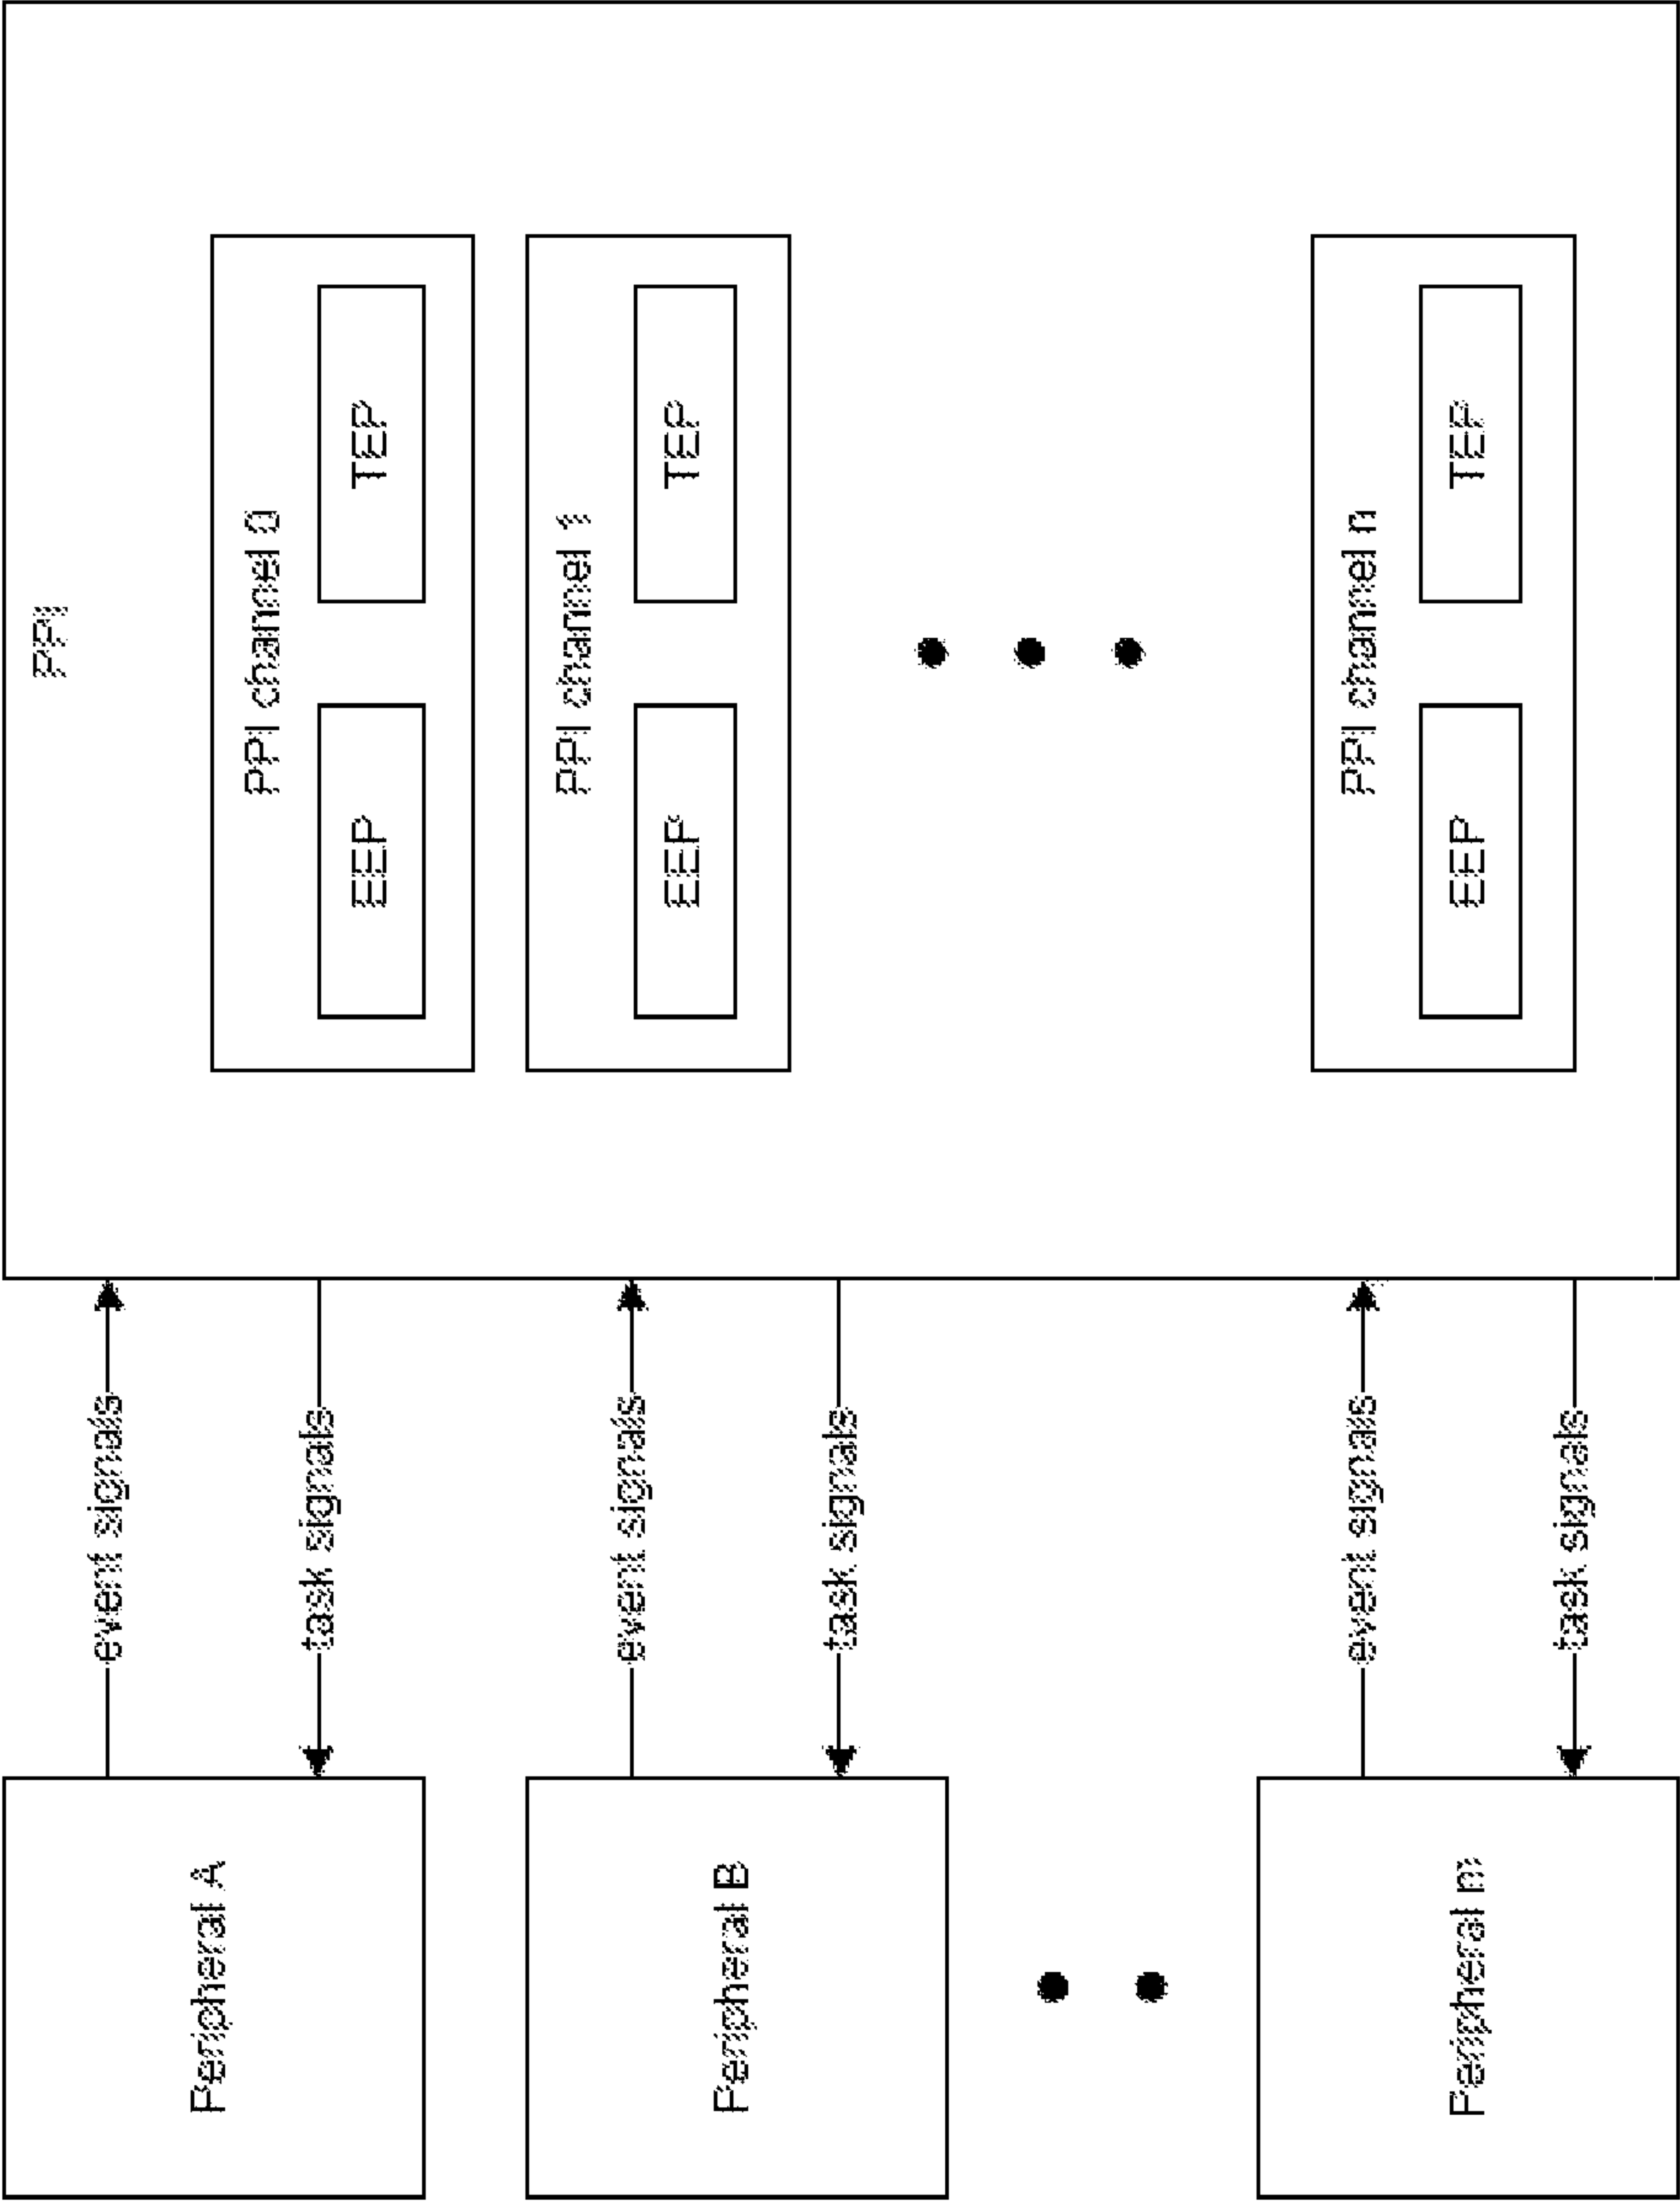 PPI
Peripheral A
event signals
task signals
PPI channel 0
EEP
TEP
Peripheral B
event signals
task signals
PPI channel 1
EEP
TEP
Peripheral m
event signals
task signals
PPI channel n
EEP
TEP